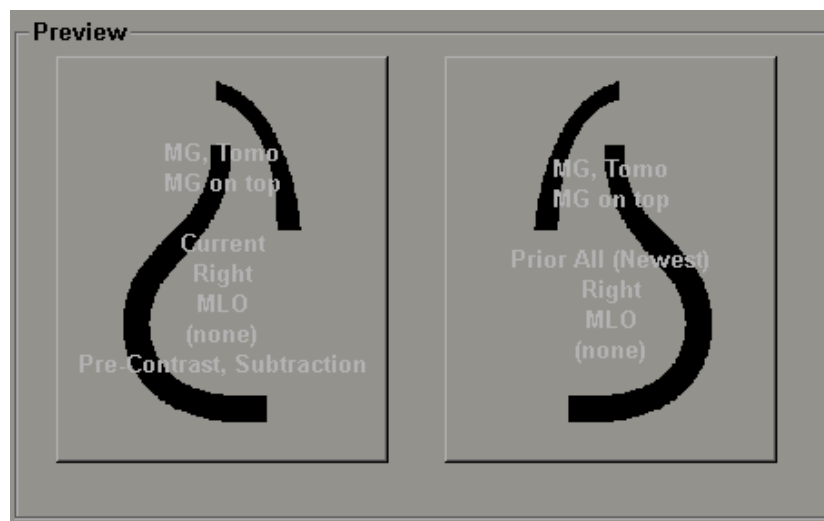 Preview
MG, Tomo
MG on top
Current
Right
MLO
(none)
Pre-Contrast, Subtraction
MG, Tomo
MG on top
Prior All (Newest)
Right
MLO
(none)